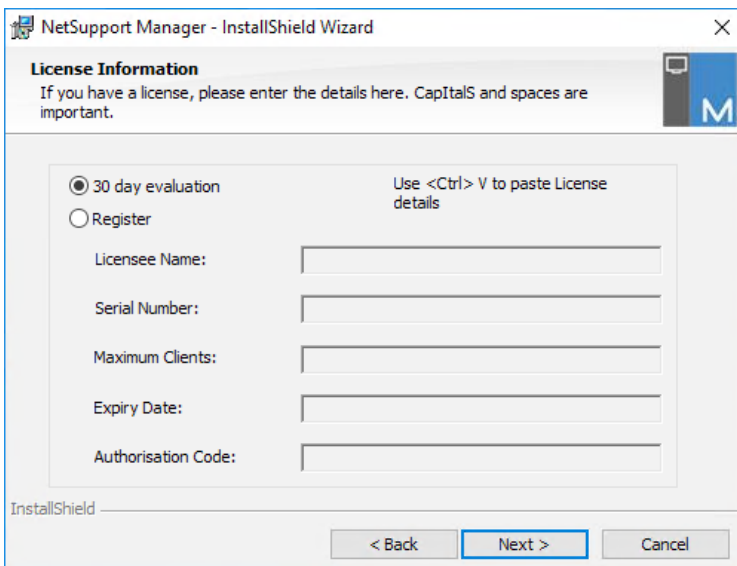 NetSupport Manager - InstallShield Wizard
License Information
If you have a license, please enter the details here. CapItalS and spaces are
important.
M
30 day evaluation
Use <Ctrl> V to paste License
details
Register
Licensee Name:
Serial Number:
Maximum Clients:
Expiry Date:
Authorisation Code:
InstallShield
< Back
Next >
Cancel